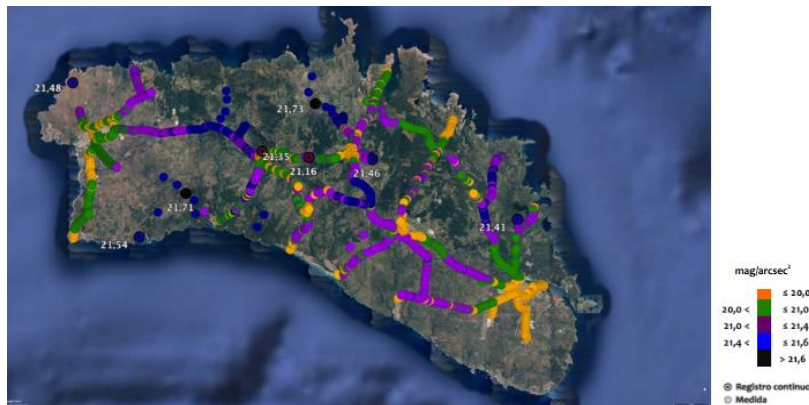 21,48
21,73
21,35
21,16
21,46
21,71
21,41
21,54
mag/arcsec²
≤ 20,0
20,0 < ≤ 21,0
21,0 < ≤ 21,4
21,4 < ≤ 21,6
> 21,6
Registro continuo
Medida